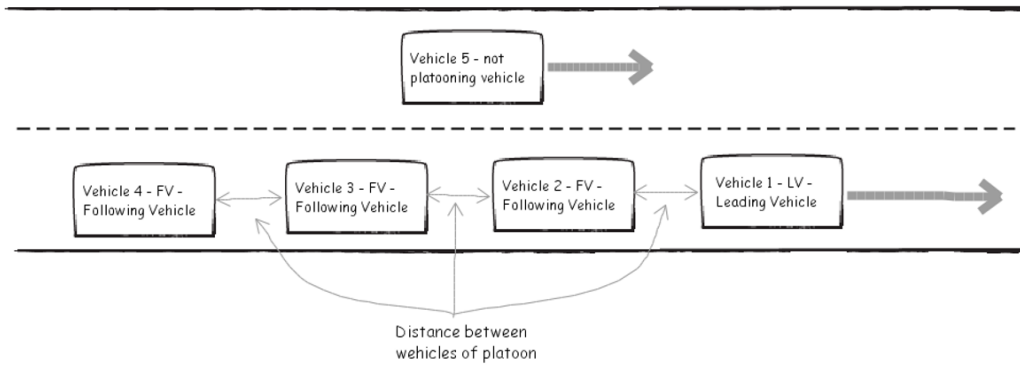 Vehicle 5 - not
platooning vehicle
Vehicle 4 - FV -
Following Vehicle
Vehicle 3 - FV -
Following Vehicle
Vehicle 2 - FV -
Following Vehicle
Vehicle 1 - LV -
Leading Vehicle
Distance between
wehicles of platoon